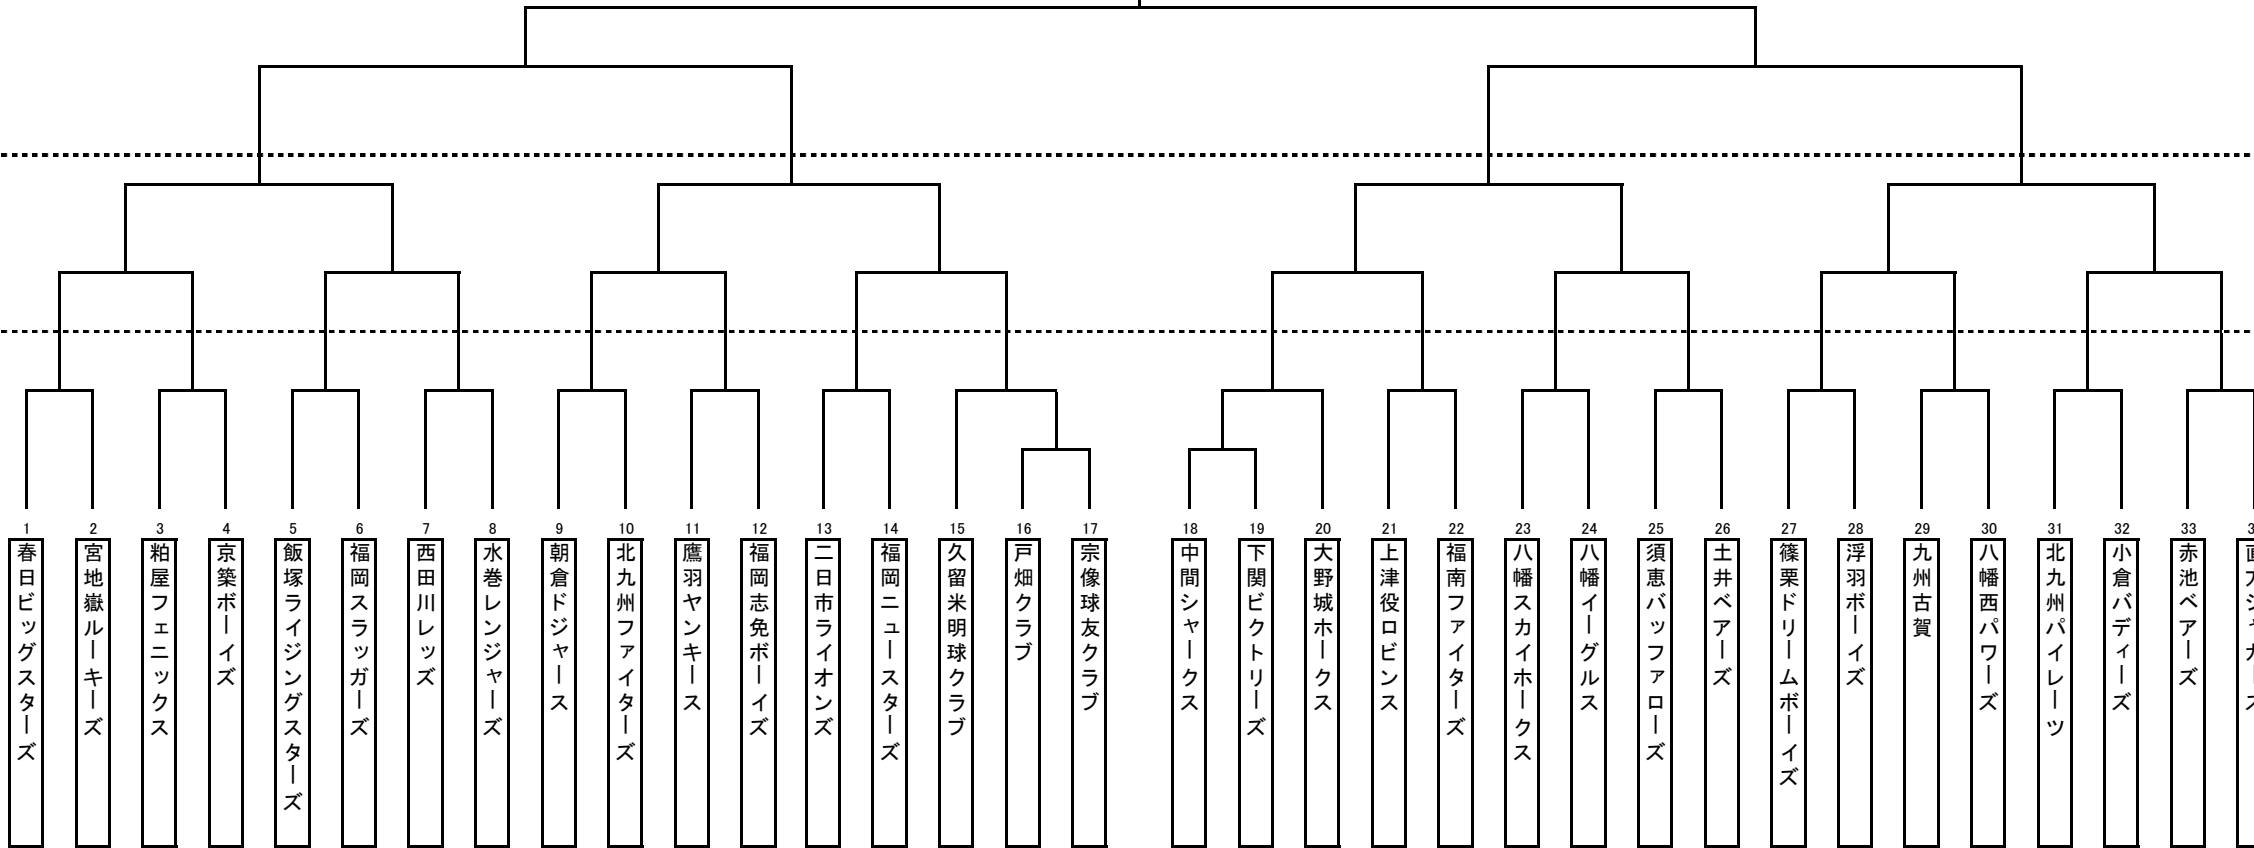 1
春日ビッグスターズ
2
宮地嶽ルーキーズ
3
粕屋フェニックス
4
京築ボーイズ
5
飯塚ライジングスターズ
6
福岡スラッガーズ
7
西田川レッズ
8
水巻レンジャーズ
9
朝倉ドジャース
10
北九州ファイターズ
11
鷹羽ヤンキース
12
福岡志免ボーイズ
13
二日市ライオンズ
14
福岡ニュースターズ
15
久留米明球クラブ
16
戸畑クラブ
17
宗像球友クラブ
18
中間シャークス
19
下関ビクトリーズ
20
大野城ホークス
21
上津役ロビンス
22
福南ファイターズ
23
八幡スカイホークス
24
八幡イーグルス
25
須恵バッファローズ
26
土井ベアーズ
27
篠栗ドリームボーイズ
28
浮羽ボーイズ
29
九州古賀
30
八幡西パワーズ
31
北九州パイレーツ
32
小倉バディーズ
33
赤池ベアーズ